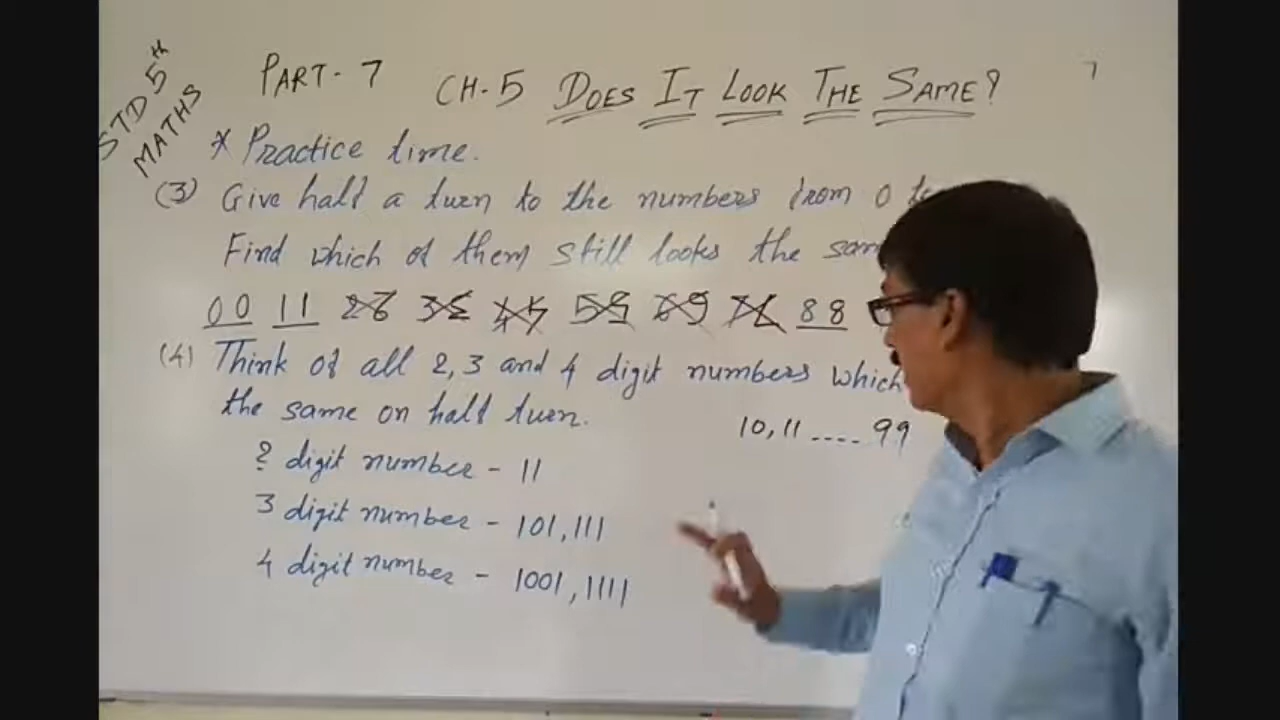 STD 5th
MATHS
PART-7 CH-5 DOES IT LOOK THE SAME?
* Practice time.
(3) Give half a turn to the numbers from 0
Find which of them still looks the
00 11 88
(4) Think of all 2, 3 and 4 digit numbers which
the same on half turn.
10, 11 .... 99
2 digit number - 11
3 digit number - 101, 111
4 digit number - 1001, 1111